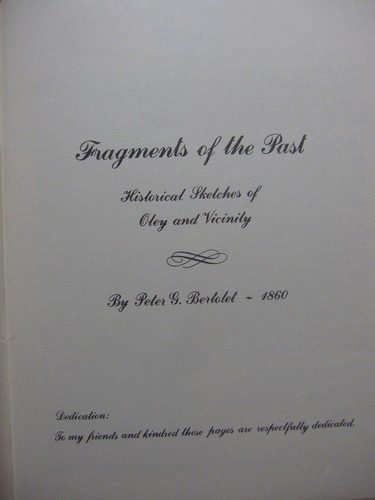 Fragments of the Past
Historical Sketches of
Oley and Vicinity
By Peter G. Bertolet ~ 1860
Dedication:
To my friends and kindred these pages are respectfully dedicated.